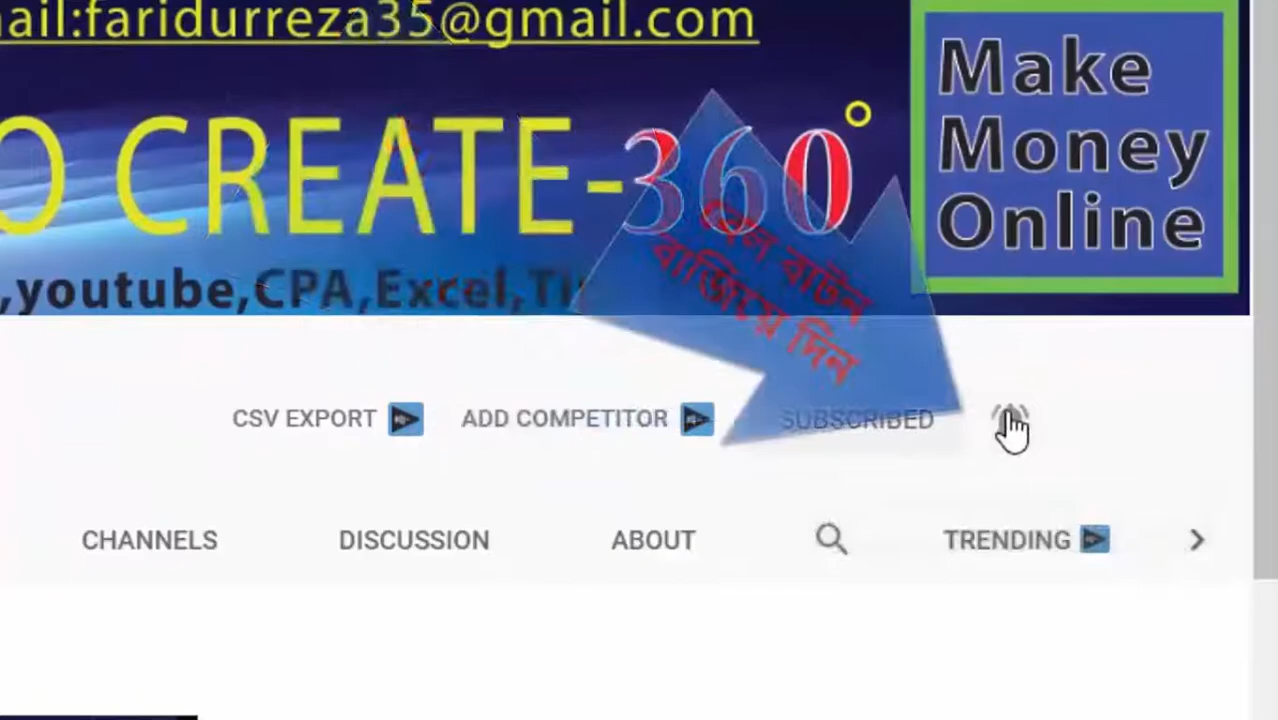 ail:faridurreza35@gmail.com
O CREATE-360°
,youtube,CPA,Excel,
Make
Money
Online
বেল বাটন
বাজিয়ে দিন
CSV EXPORT
ADD COMPETITOR
SUBSCRIBED
CHANNELS
DISCUSSION
ABOUT
TRENDING